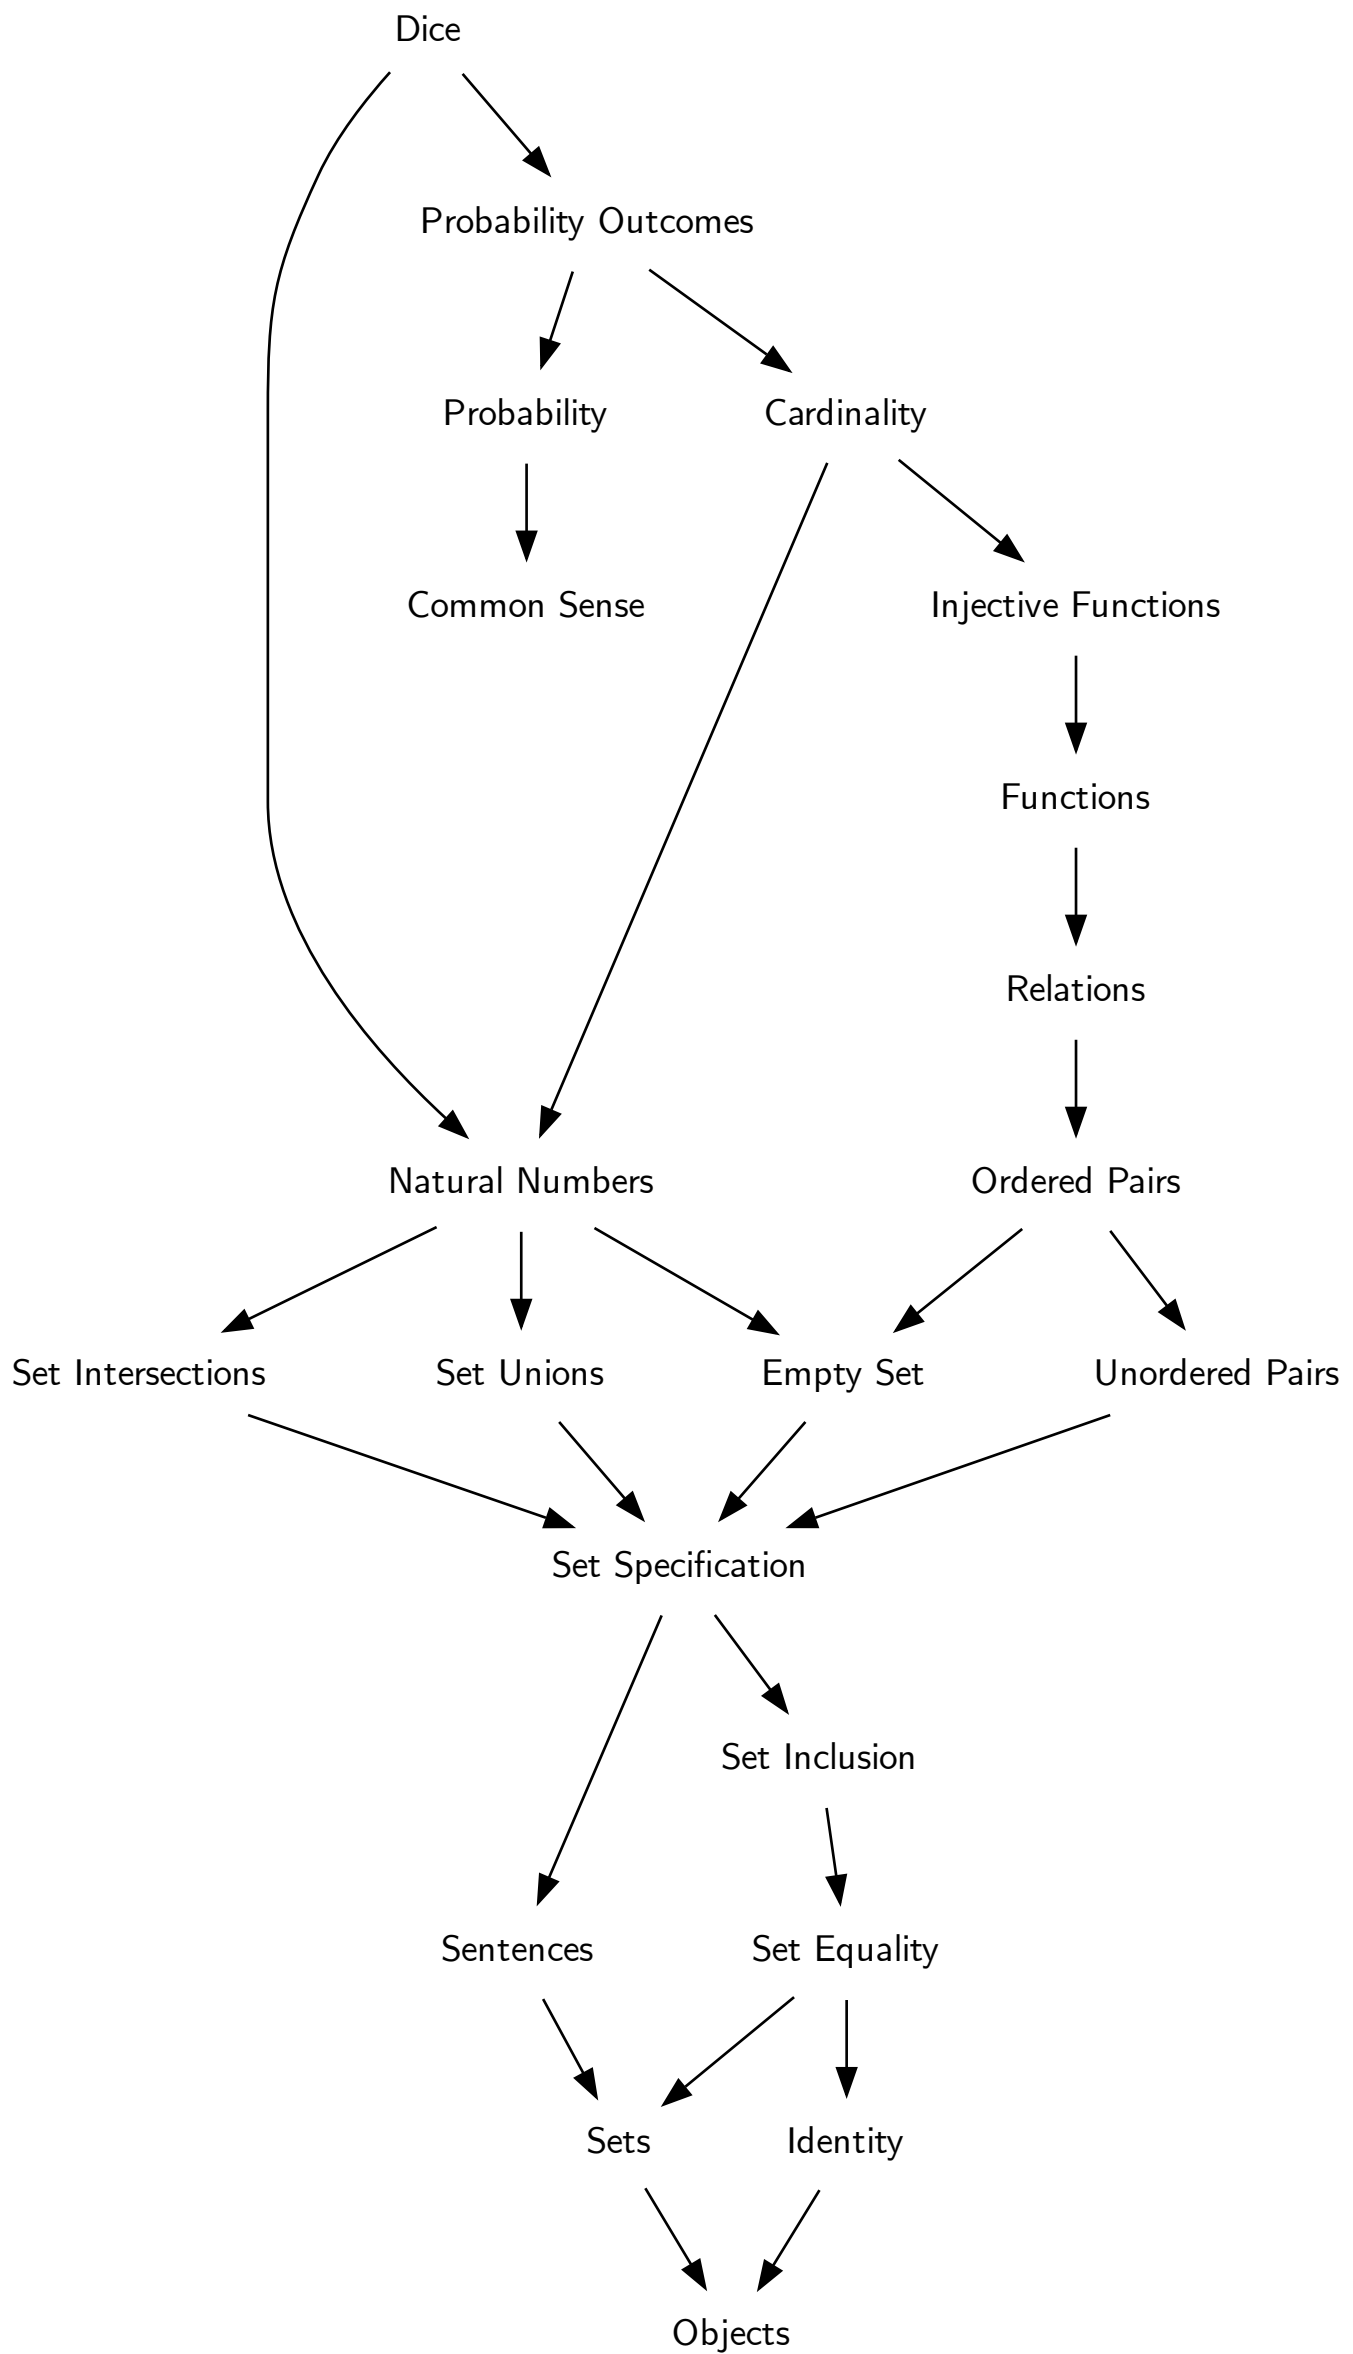 Dice
Probability Outcomes
Probability
Cardinality
Common Sense
Injective Functions
Functions
Relations
Natural Numbers
Ordered Pairs
Set Intersections
Set Unions
Empty Set
Unordered Pairs
Set Specification
Set Inclusion
Sentences
Set Equality
Sets
Identity
Objects